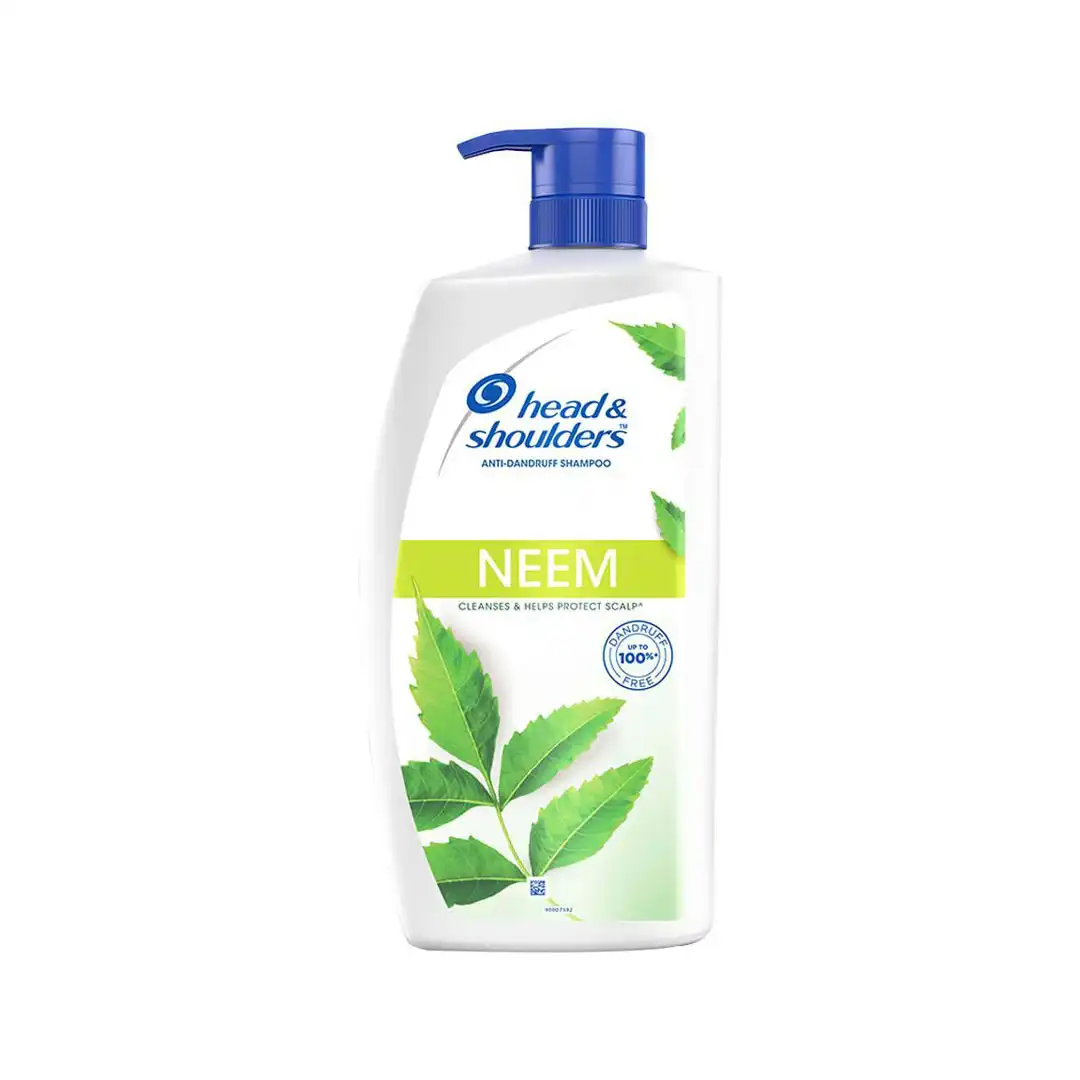 head &
shoulders™
ANTI-DANDRUFF SHAMPOO
NEEM
CLEANSES & HELPS PROTECT SCALP^
DANDRUFF
UP TO
100%*
FREE